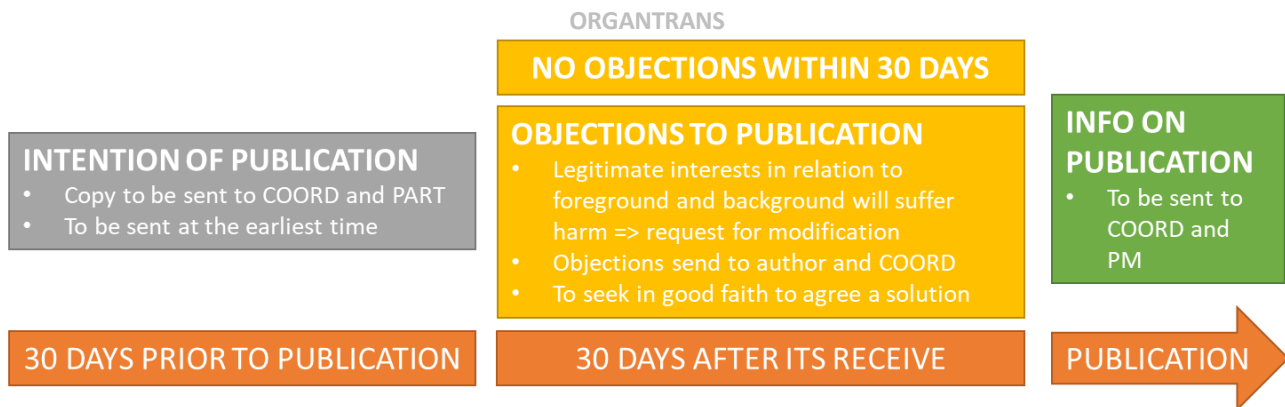 ORGANTRANS
NO OBJECTIONS WITHIN 30 DAYS
INTENTION OF PUBLICATION
• Copy to be sent to COORD and PART
• To be sent at the earliest time
OBJECTIONS TO PUBLICATION
• Legitimate interests in relation to
foreground and background will suffer
harm => request for modification
• Objections send to author and COORD
• To seek in good faith to agree a solution
INFO ON
PUBLICATION
• To be sent to
COORD and
PM
30 DAYS PRIOR TO PUBLICATION
30 DAYS AFTER ITS RECEIVE
PUBLICATION